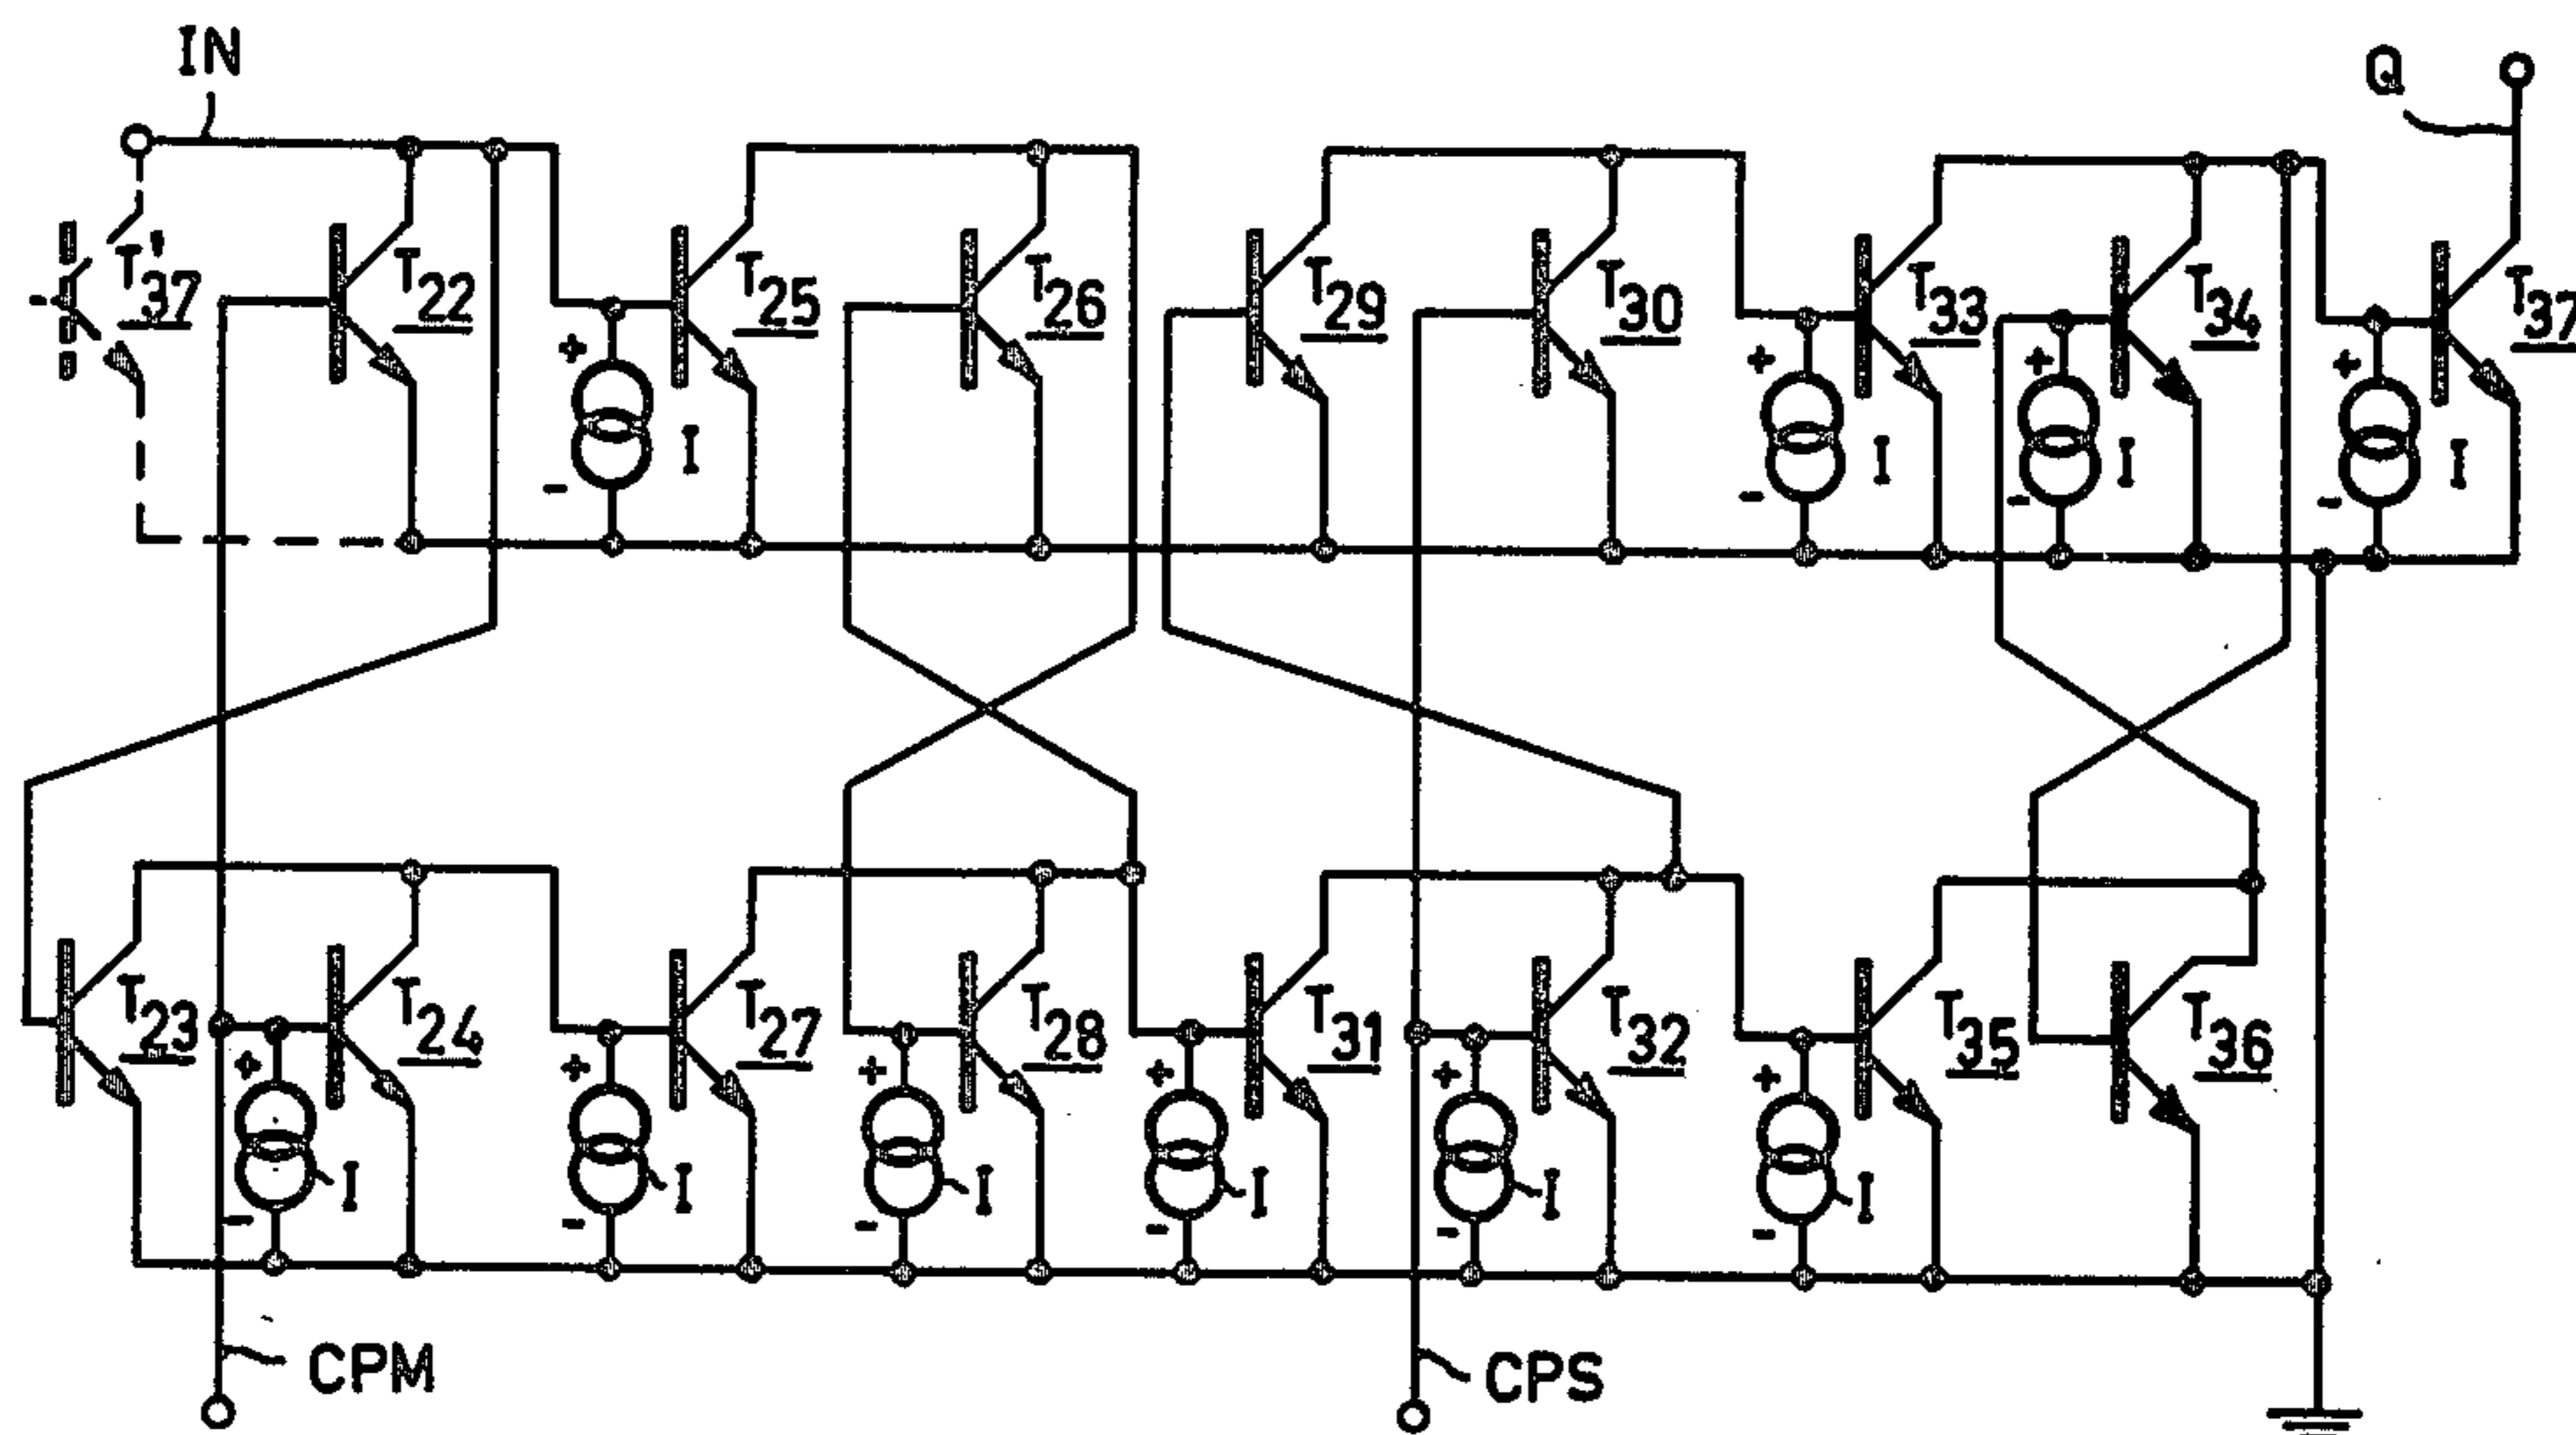 IN
Q
T'37
T22
T25
T26
T29
T30
T33
T34
T37
+
+
+
+
I
I
I
I
-
-
-
-
T23
T24
T27
T28
T31
T32
T35
T36
+
+
+
+
+
+
I
I
I
I
I
I
-
-
-
-
-
-
CPM
CPS